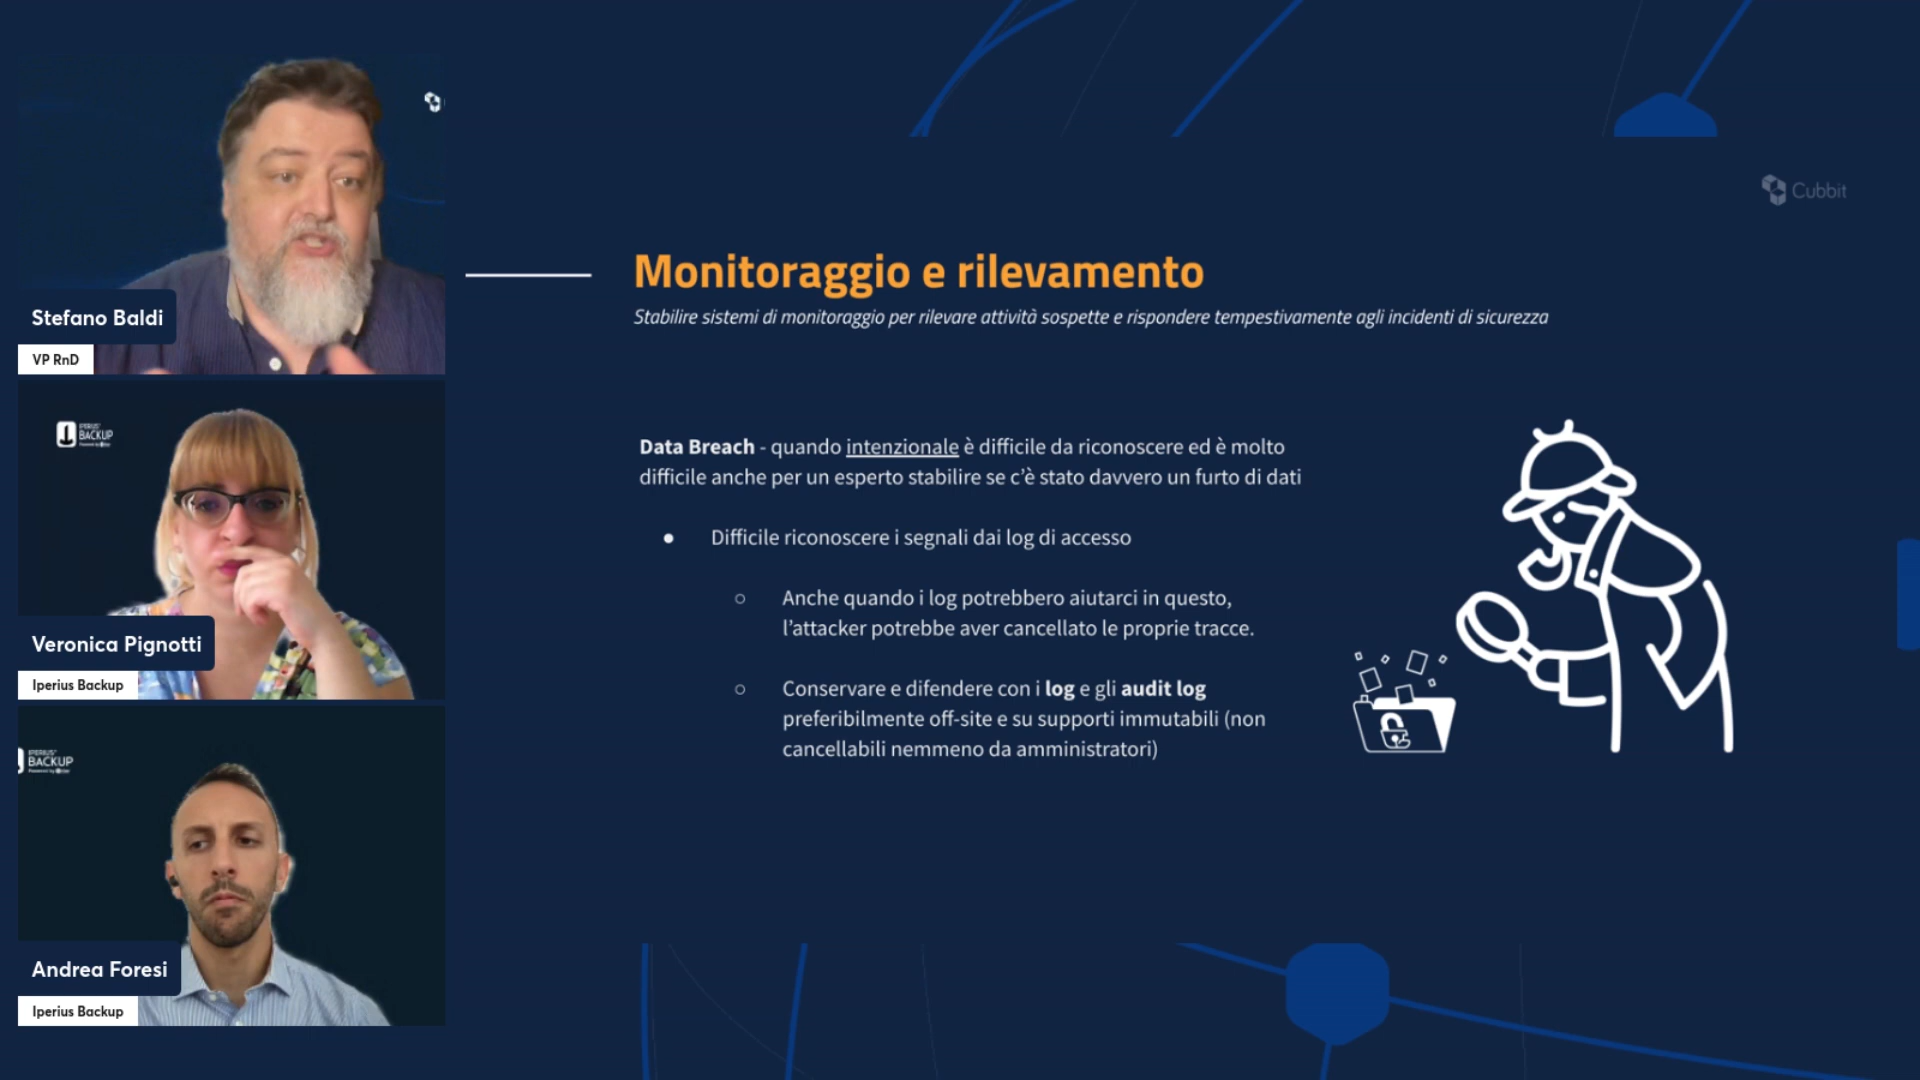 Stefano Baldi
VP RnD
IPERIUS
BACKUP
Veronica Pignotti
Iperius Backup
IPERIUS
BACKUP
Andrea Foresi
Iperius Backup
Cubbit
Monitoraggio e rilevamento
Stabilire sistemi di monitoraggio per rilevare attività sospette e rispondere tempestivamente agli incidenti di sicurezza
Data Breach - quando intenzionale è difficile da riconoscere ed è molto
difficile anche per un esperto stabilire se c’è stato davvero un furto di dati
● Difficile riconoscere i segnali dai log di accesso
○ Anche quando i log potrebbero aiutarci in questo,
l’attacker potrebbe aver cancellato le proprie tracce.
○ Conservare e difendere con i log e gli audit log
preferibilmente off-site e su supporti immutabili (non
cancellabili nemmeno da amministratori)